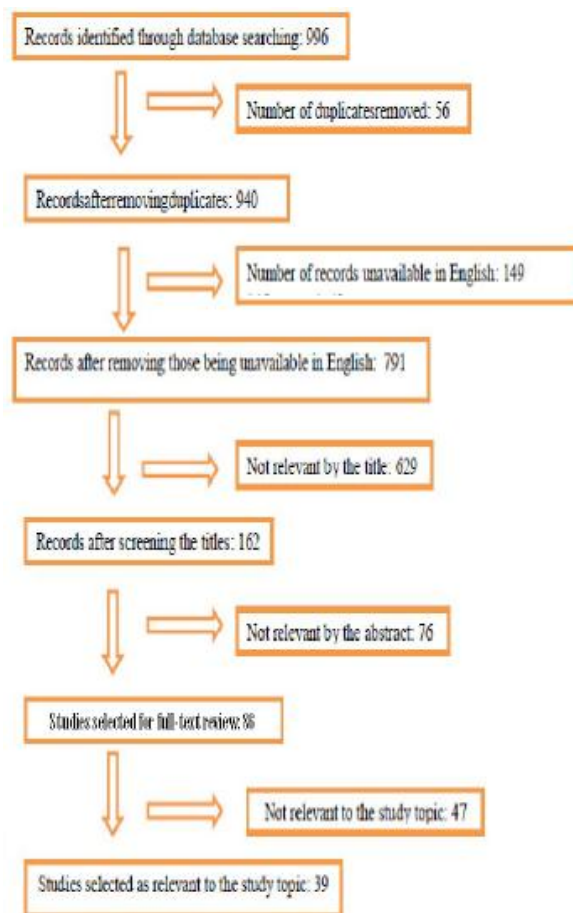 Records identified through database searching: 996
Number of duplicatesremoved: 56
Recordsafterremovingduplicates: 940
Number of records unavailable in English: 149
Records after removing those being unavailable in English: 791
Not relevant by the title: 629
Records after screening the titles: 162
Not relevant by the abstract: 76
Studies selected for full-text review: 86
Not relevant to the study topic: 47
Studies selected as relevant to the study topic: 39